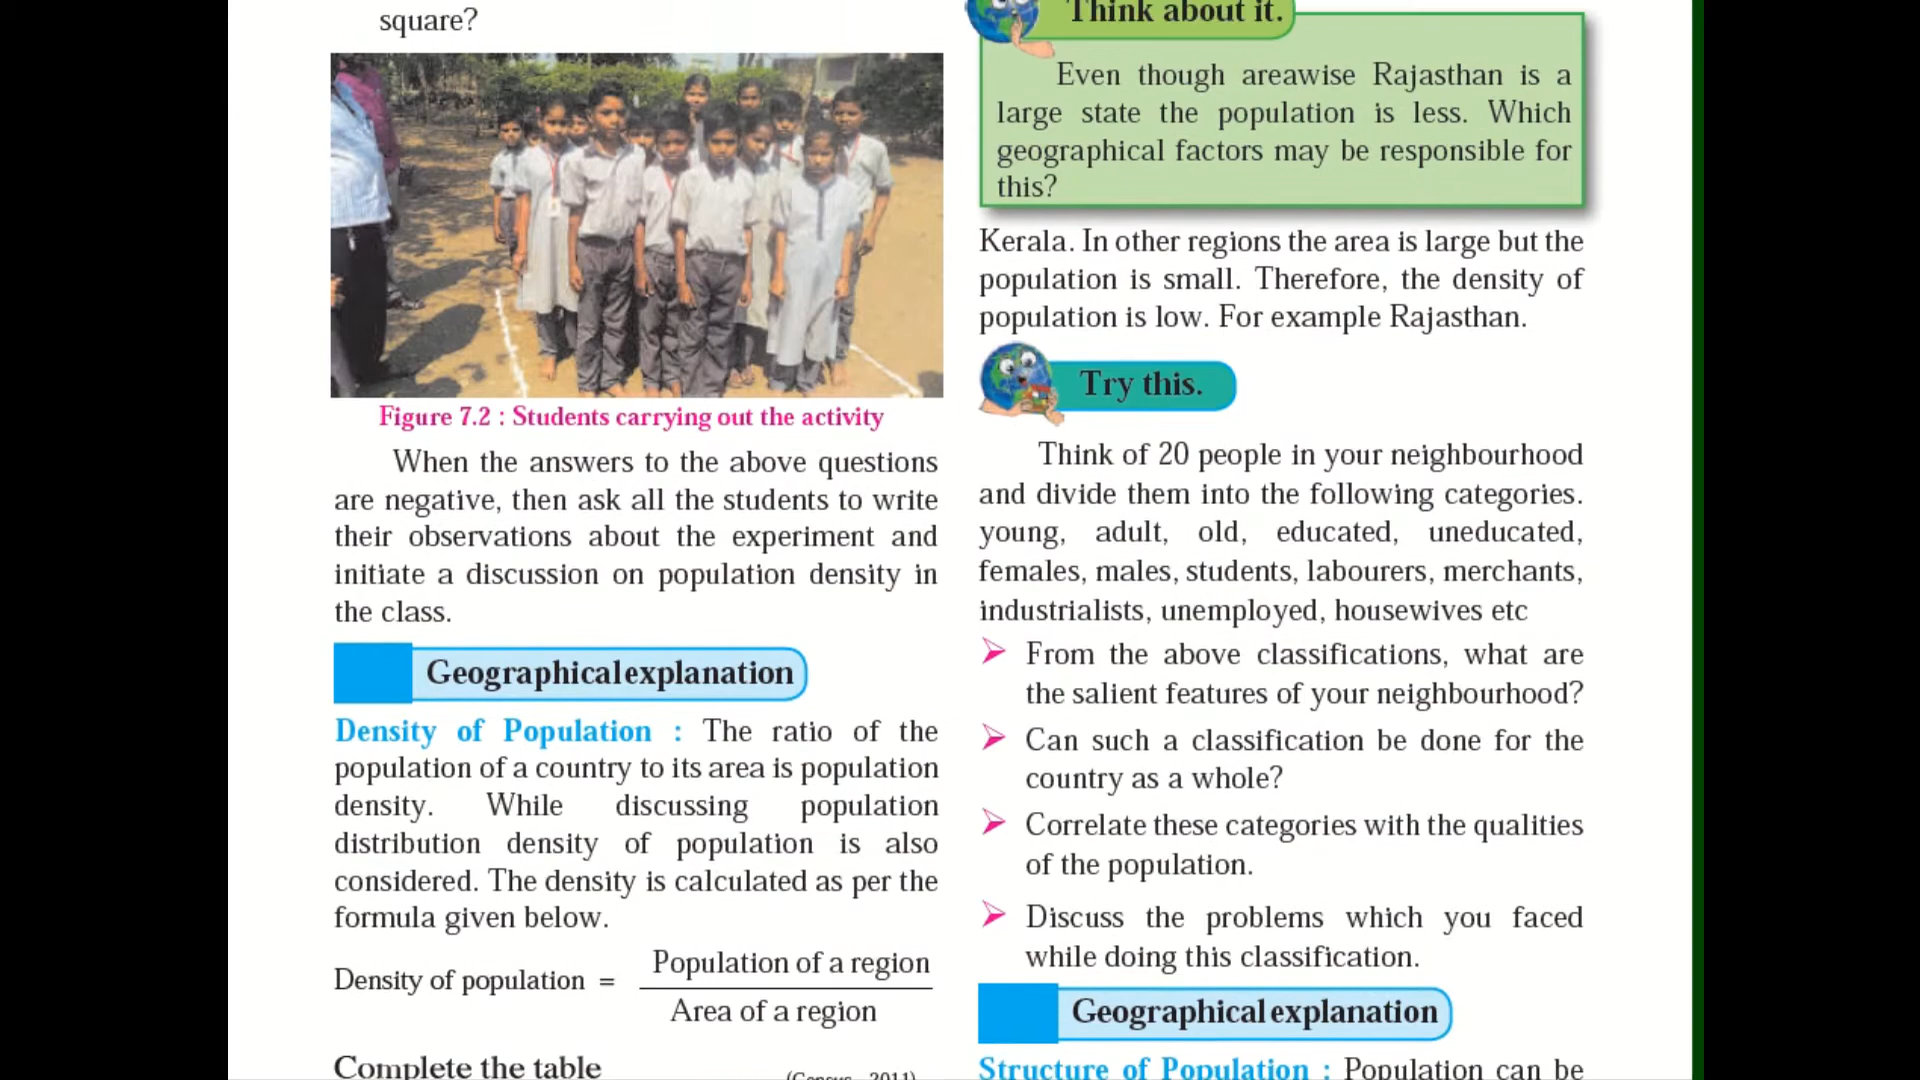 square?
Figure 7.2 : Students carrying out the activity
When the answers to the above questions
are negative, then ask all the students to write
their observations about the experiment and
initiate a discussion on population density in
the class.
Geographical explanation
Density of Population : The ratio of the
population of a country to its area is population
density. While discussing population
distribution density of population is also
considered. The density is calculated as per the
formula given below.
Density of population = Population of a region
Area of a region
Complete the table
(Census - 2011)
Think about it.
Even though areawise Rajasthan is a
large state the population is less. Which
geographical factors may be responsible for
this?
Kerala. In other regions the area is large but the
population is small. Therefore, the density of
population is low. For example Rajasthan.
Try this.
Think of 20 people in your neighbourhood
and divide them into the following categories.
young, adult, old, educated, uneducated,
females, males, students, labourers, merchants,
industrialists, unemployed, housewives etc
➢ From the above classifications, what are
the salient features of your neighbourhood?
➢ Can such a classification be done for the
country as a whole?
➢ Correlate these categories with the qualities
of the population.
➢ Discuss the problems which you faced
while doing this classification.
Geographical explanation
Structure of Population : Population can be